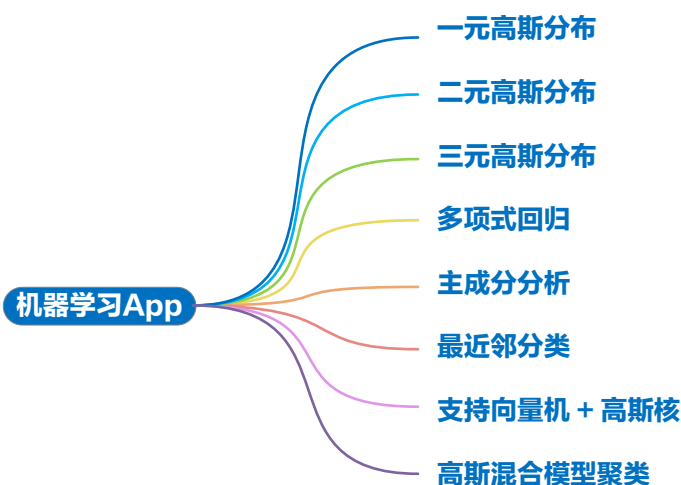 一元高斯分布
二元高斯分布
三元高斯分布
多项式回归
机器学习App
主成分分析
最近邻分类
支持向量机 + 高斯核
高斯混合模型聚类